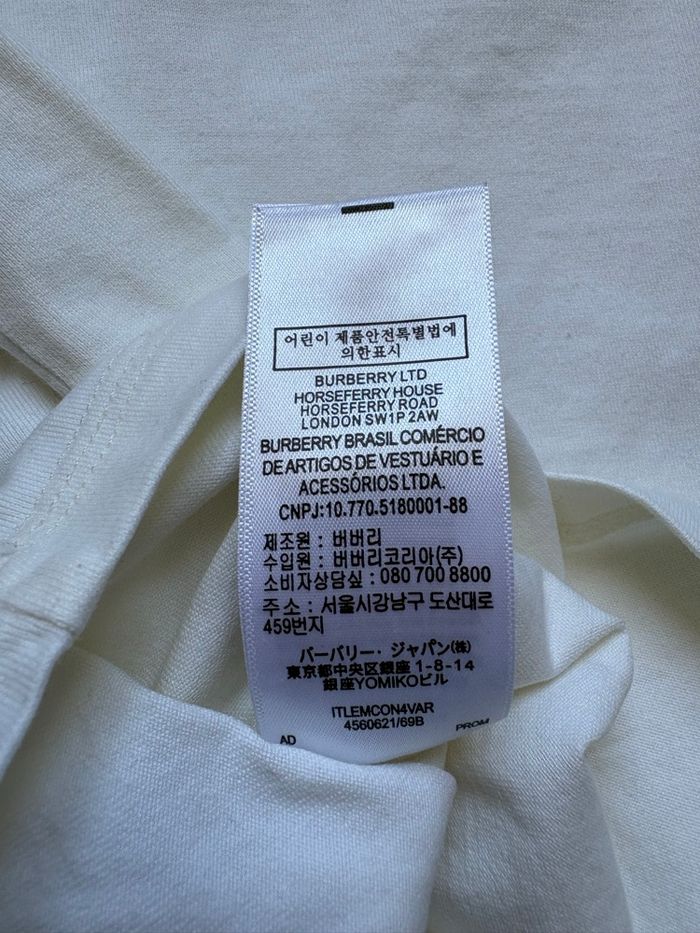 어린이 제품안전특별법에
의한표시
BURBERRY LTD
HORSEFERRY HOUSE
HORSEFERRY ROAD
LONDON SW1P 2AW
BURBERRY BRASIL COMÉRCIO
DE ARTIGOS DE VESTUÁRIO E
ACESSÓRIOS LTDA.
CNPJ:10.770.5180001-88
제조원 : 버버리
수입원 : 버버리코리아(주)
소비자상담실 : 080 700 8800
주소 : 서울시강남구 도산대로
459번지
バーバリー・ジャパン(株)
東京都中央区銀座 1-8-14
銀座YOMIKOビル
ITLEMCON4VAR
4560621/69B
AD
PROM